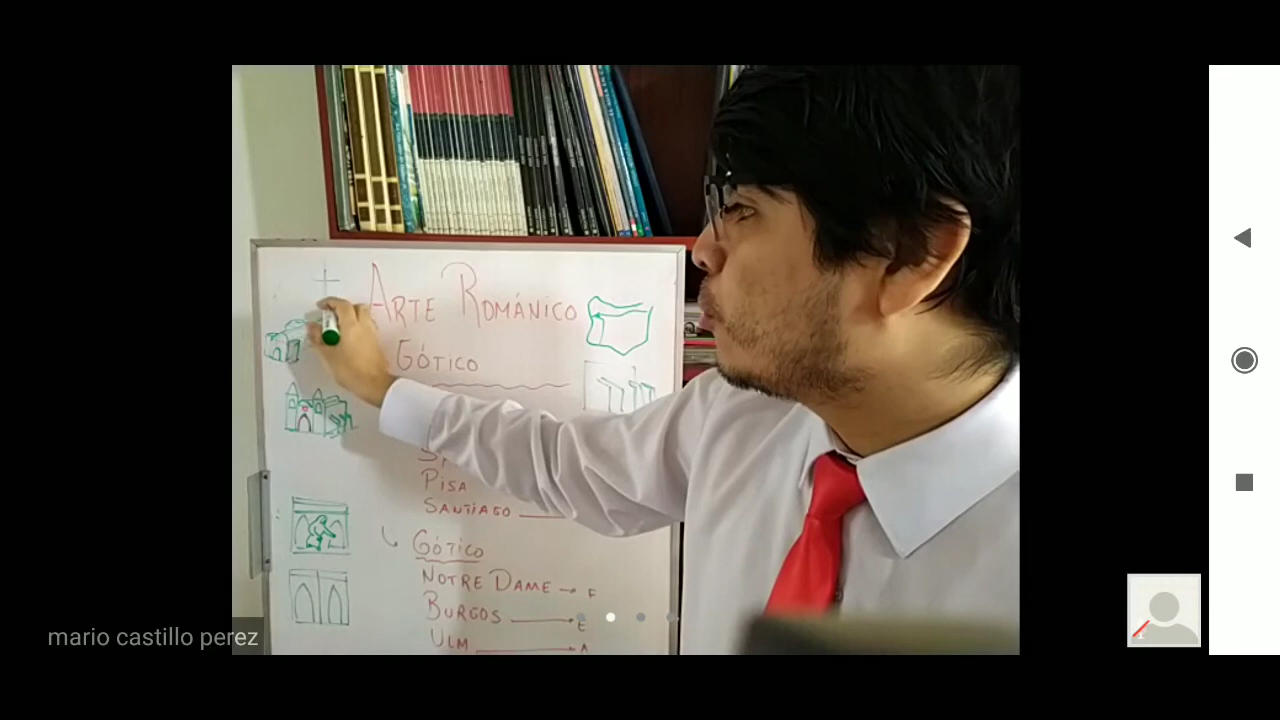 ARTE ROMÁNICO
GÓTICO
PISA
SANTIAGO
GÓTICO
NOTRE DAME → F
BURGOS → E
ULM → A
mario castillo perez